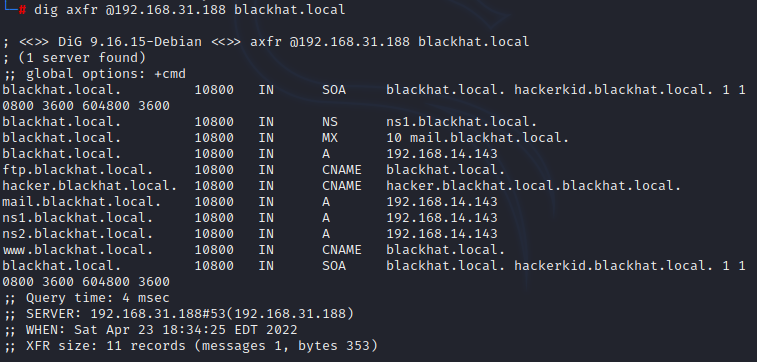 └─# dig axfr @192.168.31.188 blackhat.local
; <<>> DiG 9.16.15-Debian <<>> axfr @192.168.31.188 blackhat.local
; (1 server found)
;; global options: +cmd
blackhat.local. 10800 IN SOA blackhat.local. hackerkid.blackhat.local. 1 1
0800 3600 604800 3600
blackhat.local. 10800 IN NS ns1.blackhat.local.
blackhat.local. 10800 IN MX 10 mail.blackhat.local.
blackhat.local. 10800 IN A 192.168.14.143
ftp.blackhat.local. 10800 IN CNAME blackhat.local.
hacker.blackhat.local. 10800 IN CNAME hacker.blackhat.local.blackhat.local.
mail.blackhat.local. 10800 IN A 192.168.14.143
ns1.blackhat.local. 10800 IN A 192.168.14.143
ns2.blackhat.local. 10800 IN A 192.168.14.143
www.blackhat.local. 10800 IN CNAME blackhat.local.
blackhat.local. 10800 IN SOA blackhat.local. hackerkid.blackhat.local. 1 1
0800 3600 604800 3600
;; Query time: 4 msec
;; SERVER: 192.168.31.188#53(192.168.31.188)
;; WHEN: Sat Apr 23 18:34:25 EDT 2022
;; XFR size: 11 records (messages 1, bytes 353)